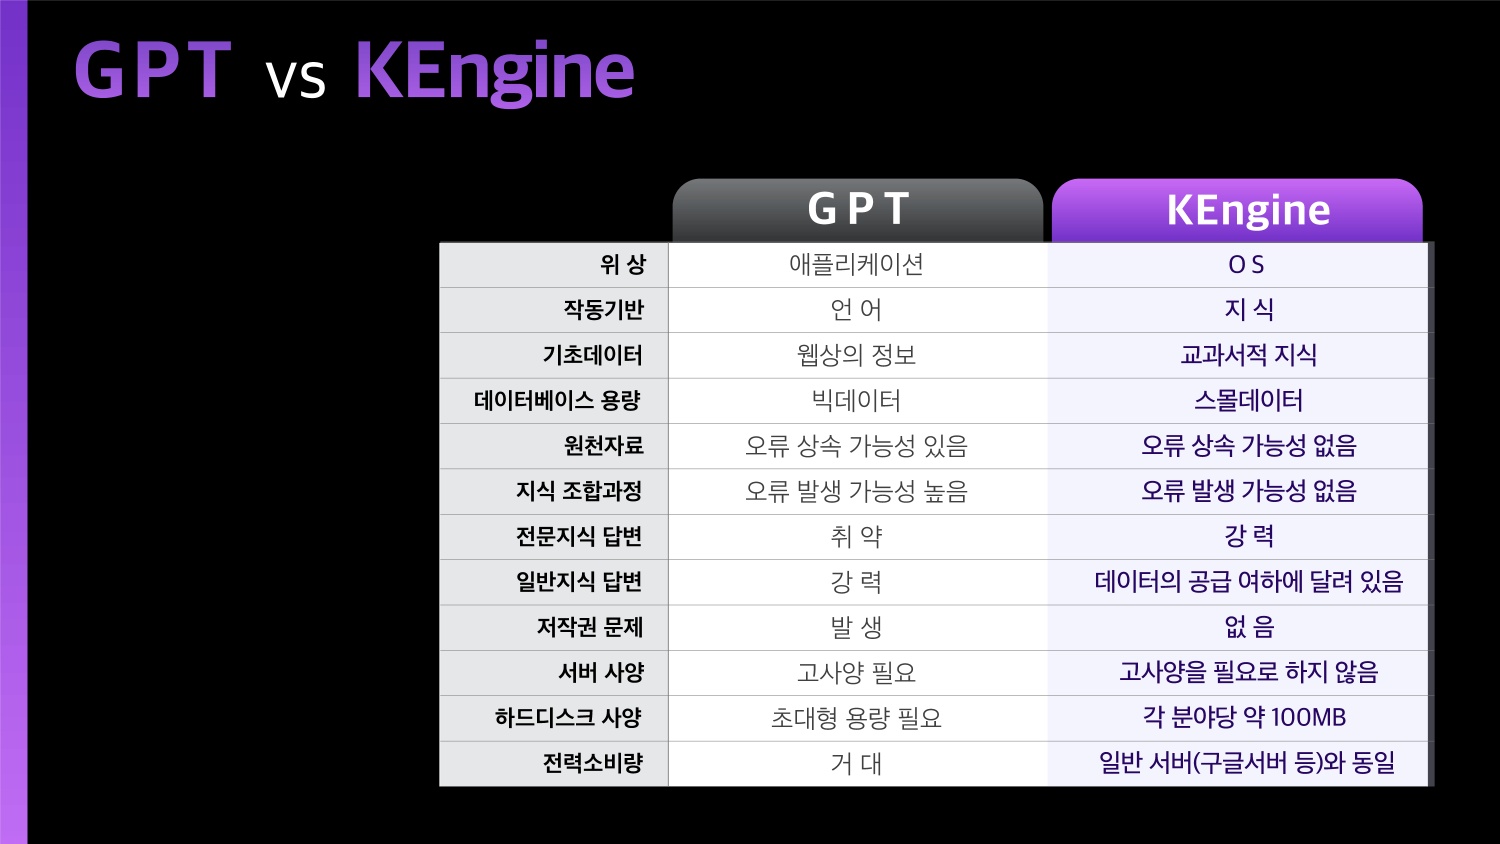 GPT vs KEngine
GPT KEngine
위 상 애플리케이션 O S
작동기반 언 어 지 식
기초데이터 웹상의 정보 교과서적 지식
데이터베이스 용량 빅데이터 스몰데이터
원천자료 오류 상속 가능성 있음 오류 상속 가능성 없음
지식 조합과정 오류 발생 가능성 높음 오류 발생 가능성 없음
전문지식 답변 취 약 강 력
일반지식 답변 강 력 데이터의 공급 여하에 달려 있음
저작권 문제 발 생 없 음
서버 사양 고사양 필요 고사양을 필요로 하지 않음
하드디스크 사양 초대형 용량 필요 각 분야당 약 100MB
전력소비량 거 대 일반 서버(구글서버 등)와 동일